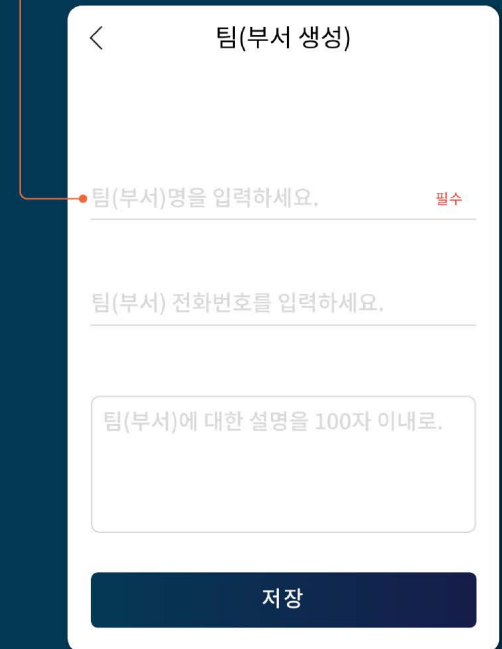 팀(부서 생성)
팀(부서)명을 입력하세요. 필수
팀(부서) 전화번호를 입력하세요.
팀(부서)에 대한 설명을 100자 이내로.
저장